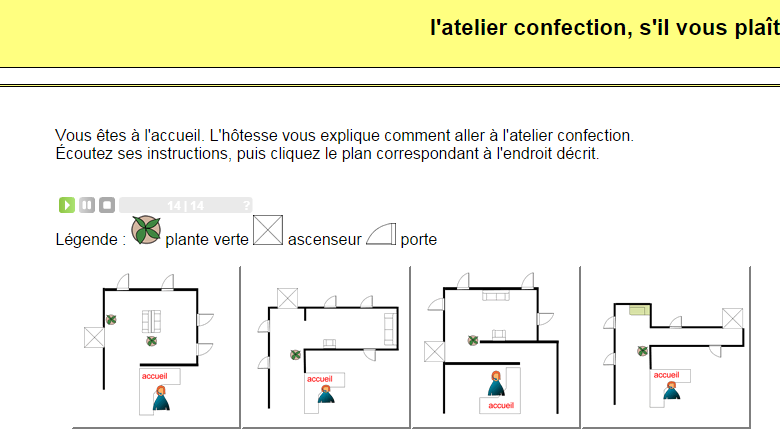 l'atelier confection, s'il vous plaît
Vous êtes à l'accueil. L'hôtesse vous explique comment aller à l'atelier confection.
Écoutez ses instructions, puis cliquez le plan correspondant à l'endroit décrit.
14|14 ?
Légende : plante verte ascenseur porte
accueil accueil accueil accueil